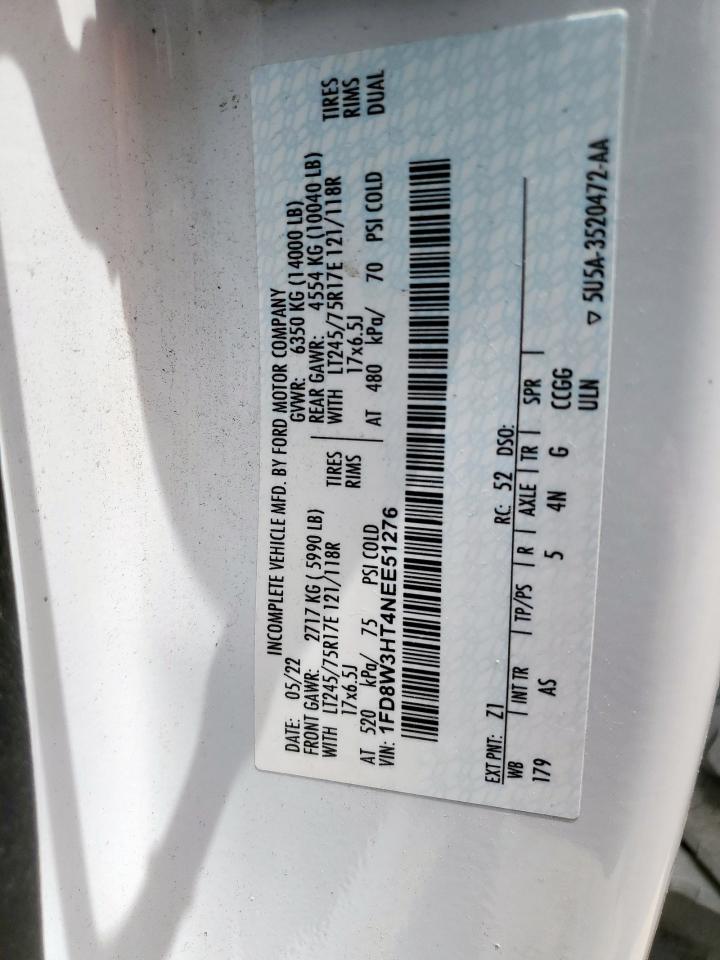 INCOMPLETE VEHICLE MFD. BY FORD MOTOR COMPANY
DATE: 05/22 GVWR: 6350 KG (14000 LB)
FRONT GAWR: 2717 KG ( 5990 LB) REAR GAWR: 4554 KG (10040 LB)
WITH LT245/75R17E 121/118R TIRES WITH LT245/75R17E 121/118R TIRES
17x6.5J RIMS 17x6.5J RIMS
AT 520 kPa/ 75 PSI COLD AT 480 kPa/ 70 PSI COLD DUAL
VIN: 1FD8W3HT4NEE51276
EXT PNT: Z1 RC: 52 DSO:
WB | INT TR | TP/PS | R | AXLE | TR | SPR |
179 AS 5 4N G CCGG
ULN ▽ 5U5A-3520472-AA